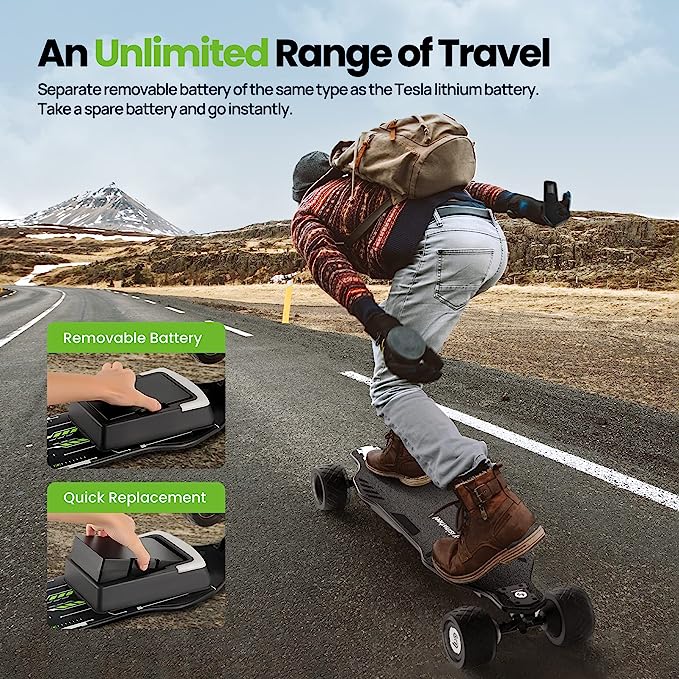 An Unlimited Range of Travel
Separate removable battery of the same type as the Tesla lithium battery.
Take a spare battery and go instantly.
Removable Battery
Quick Replacement